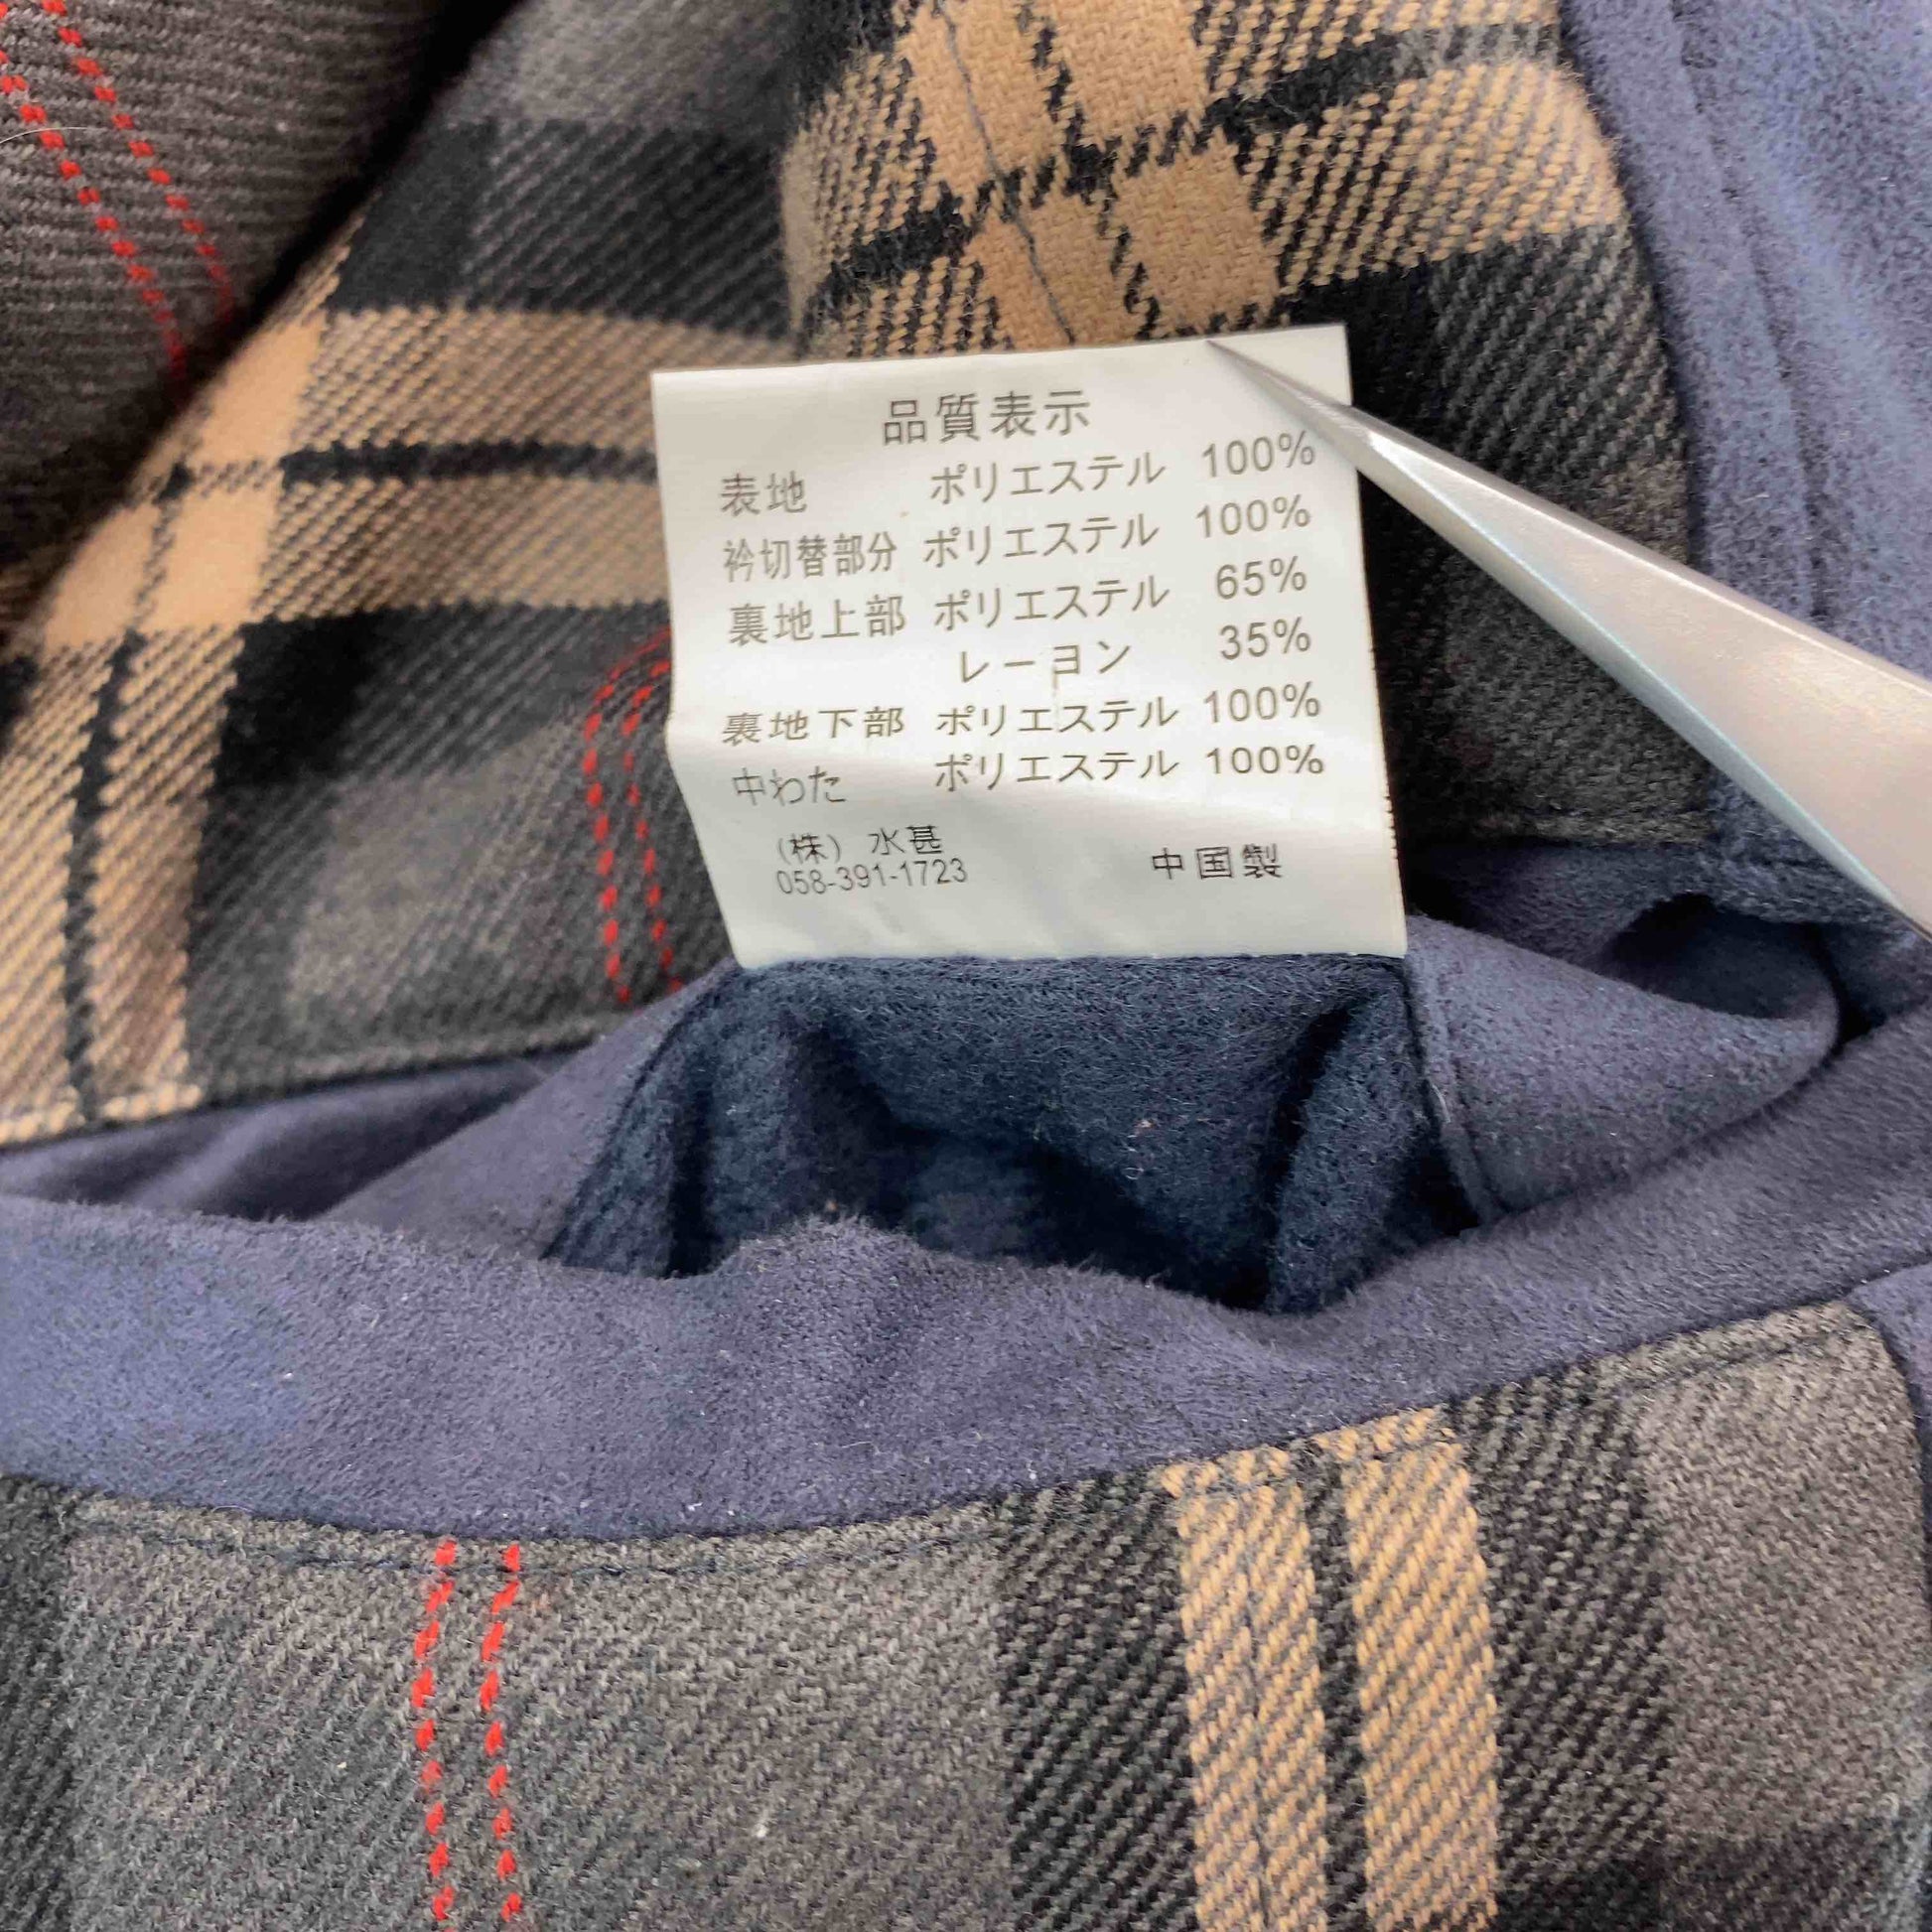 品質表示
表地 ポリエステル 100%
衿切替部分 ポリエステル 100%
裏地上部 ポリエステル 65%
レーヨン 35%
裏地下部 ポリエステル 100%
中わた ポリエステル 100%
(株) 水甚
058-391-1723 中国製